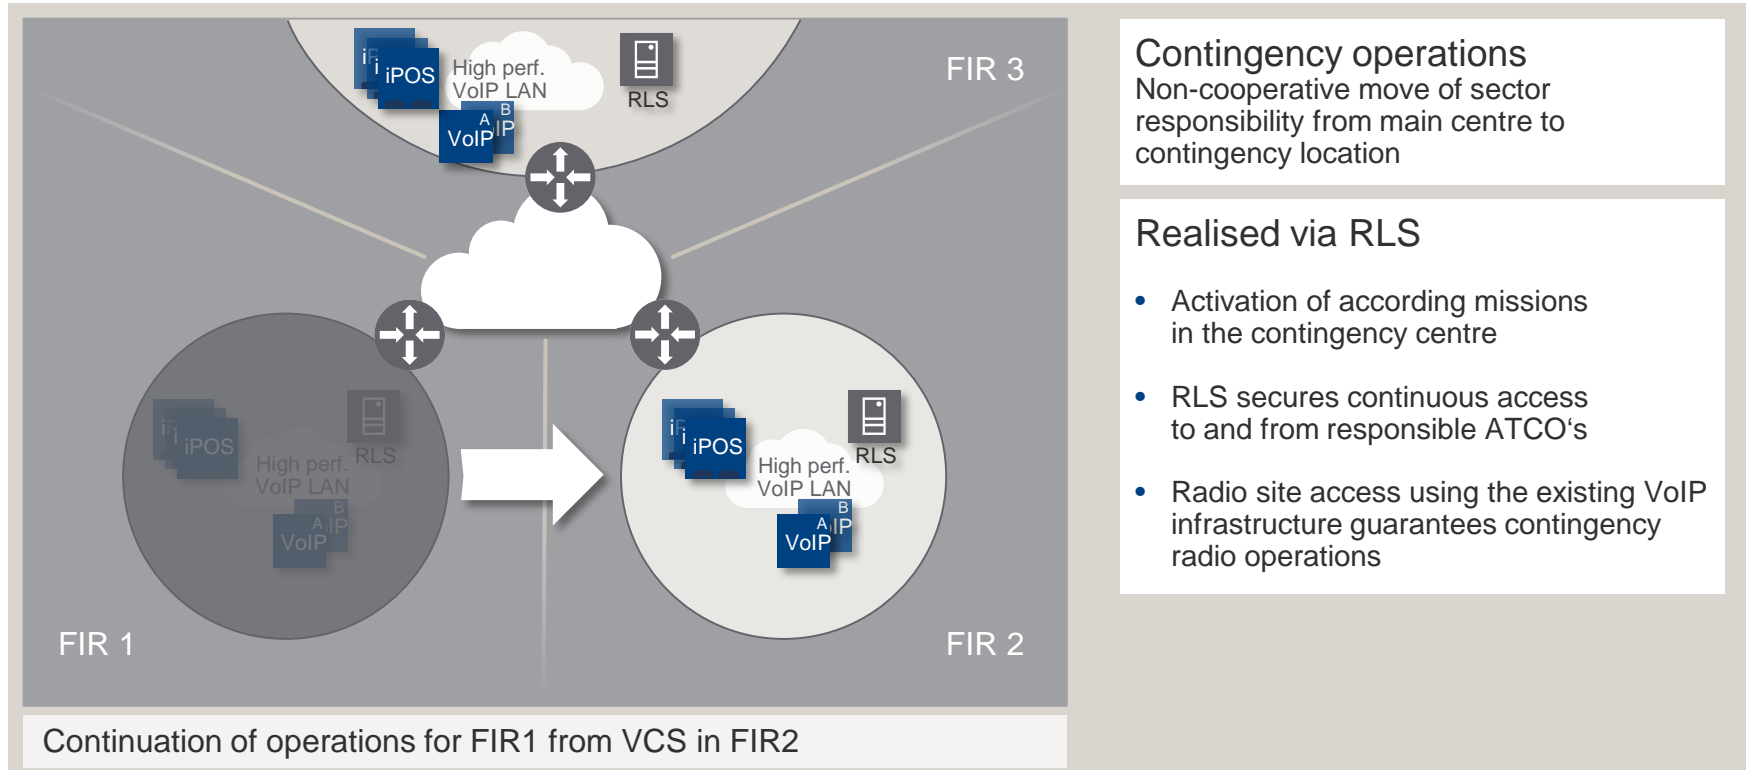 iPOS
High perf.
VoIP LAN
RLS
A
VoIP
B
FIR 3
iPOS
High perf.
VoIP LAN
RLS
A
VoIP
B
FIR 1
iPOS
High perf.
VoIP LAN
RLS
A
VoIP
B
FIR 2
Continuation of operations for FIR1 from VCS in FIR2
Contingency operations
Non-cooperative move of sector
responsibility from main centre to
contingency location
Realised via RLS
• Activation of according missions
in the contingency centre
• RLS secures continuous access
to and from responsible ATCO‘s
• Radio site access using the existing VoIP
infrastructure guarantees contingency
radio operations